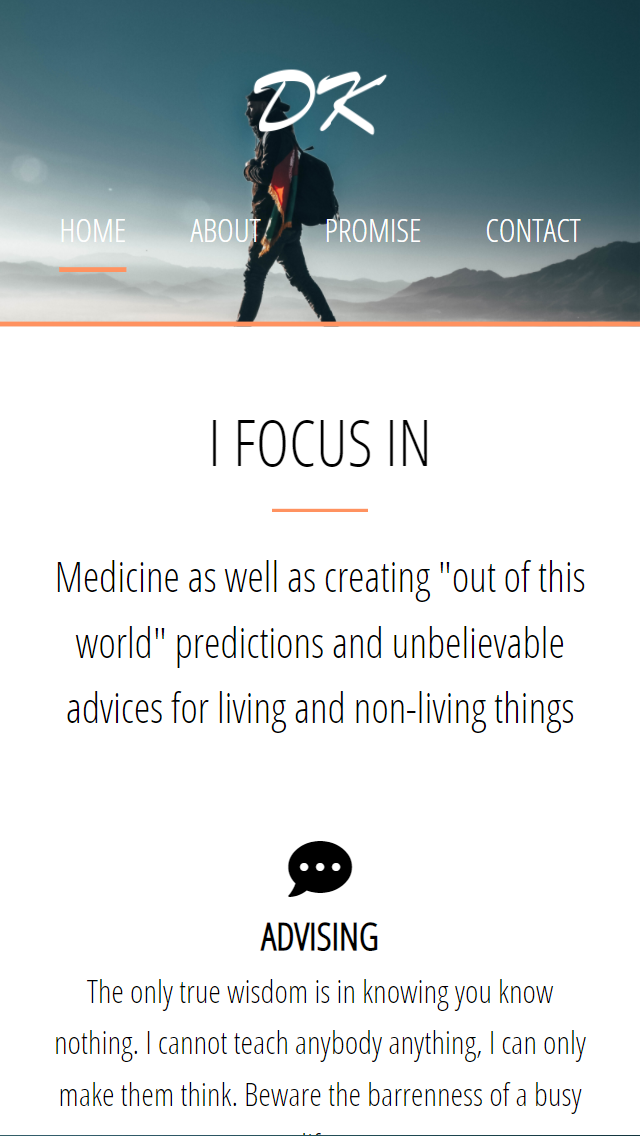 DK
HOME ABOUT PROMISE CONTACT
I FOCUS IN
Medicine as well as creating "out of this
world" predictions and unbelievable
advices for living and non-living things
ADVISING
The only true wisdom is in knowing you know
nothing. I cannot teach anybody anything, I can only
make them think. Beware the barrenness of a busy